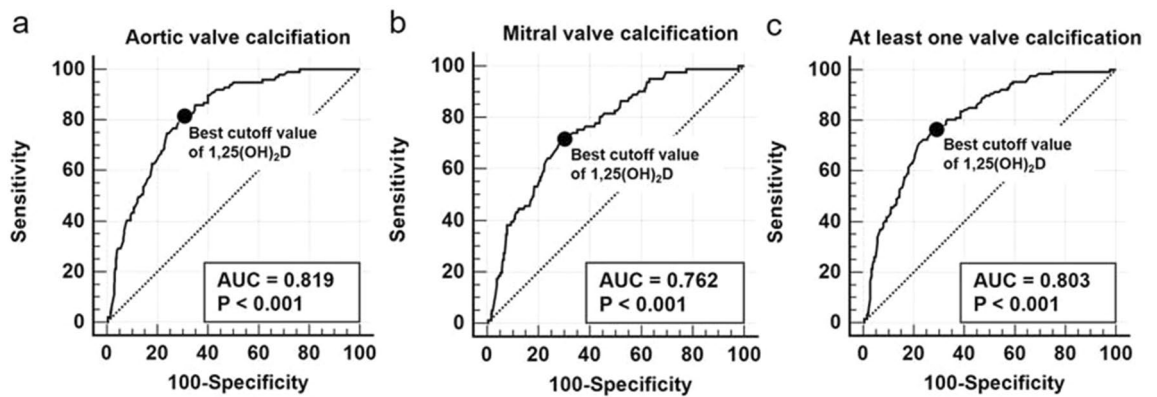 a
Aortic valve calcifiation
100
80
60
40
20
0
Sensitivity
Best cutoff value
of 1,25(OH)₂D
AUC = 0.819
P < 0.001
0 20 40 60 80 100
100-Specificity
b
Mitral valve calcification
100
80
60
40
20
0
Sensitivity
Best cutoff value
of 1,25(OH)₂D
AUC = 0.762
P < 0.001
0 20 40 60 80 100
100-Specificity
c
At least one valve calcification
100
80
60
40
20
0
Sensitivity
Best cutoff value
of 1,25(OH)₂D
AUC = 0.803
P < 0.001
0 20 40 60 80 100
100-Specificity